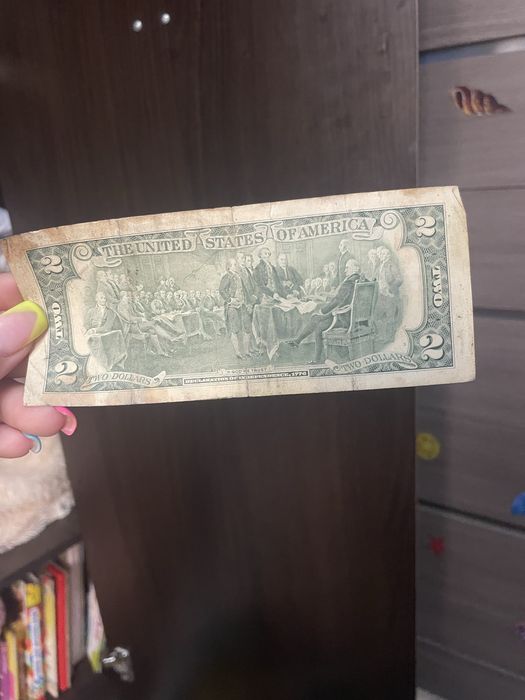 2 THE UNITED STATES OF AMERICA 2
TWO TWO
2 TWO DOLLARS DECLARATION OF INDEPENDENCE, 1776 TWO DOLLARS 2